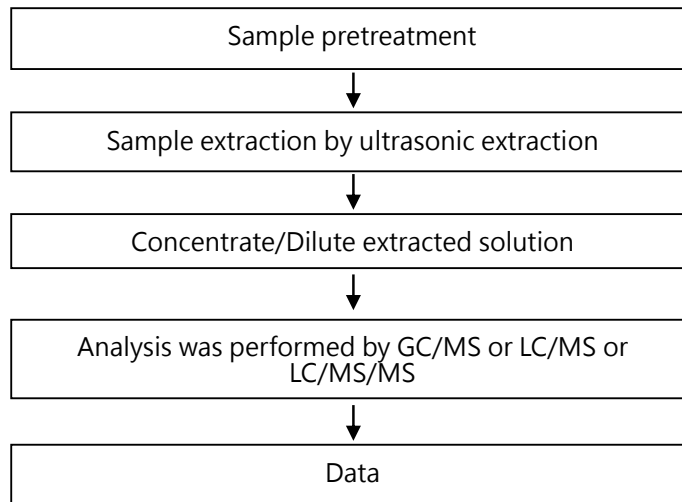 Sample pretreatment
Sample extraction by ultrasonic extraction
Concentrate/Dilute extracted solution
Analysis was performed by GC/MS or LC/MS or
LC/MS/MS
Data